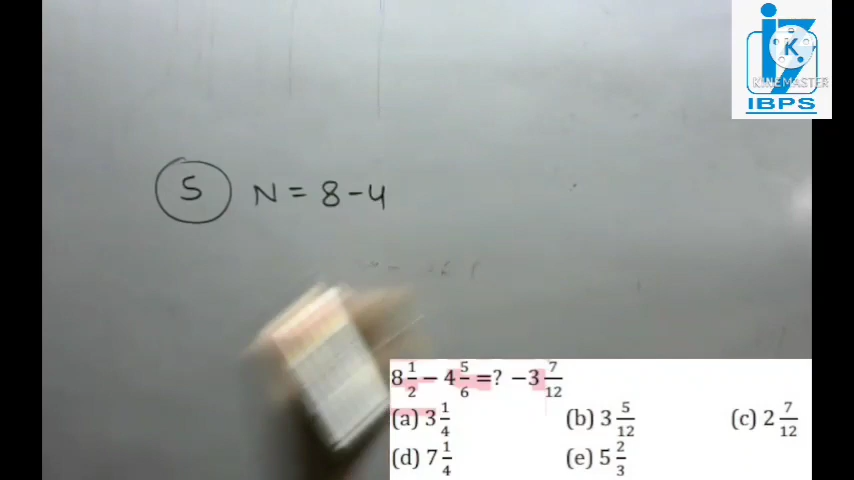 K
KINEMASTER
IBPS
5 N = 8 - 4
8 1/2 - 4 5/6 = ? - 3 7/12
(a) 3 1/4 (b) 3 5/12 (c) 2 7/12
(d) 7 1/4 (e) 5 2/3